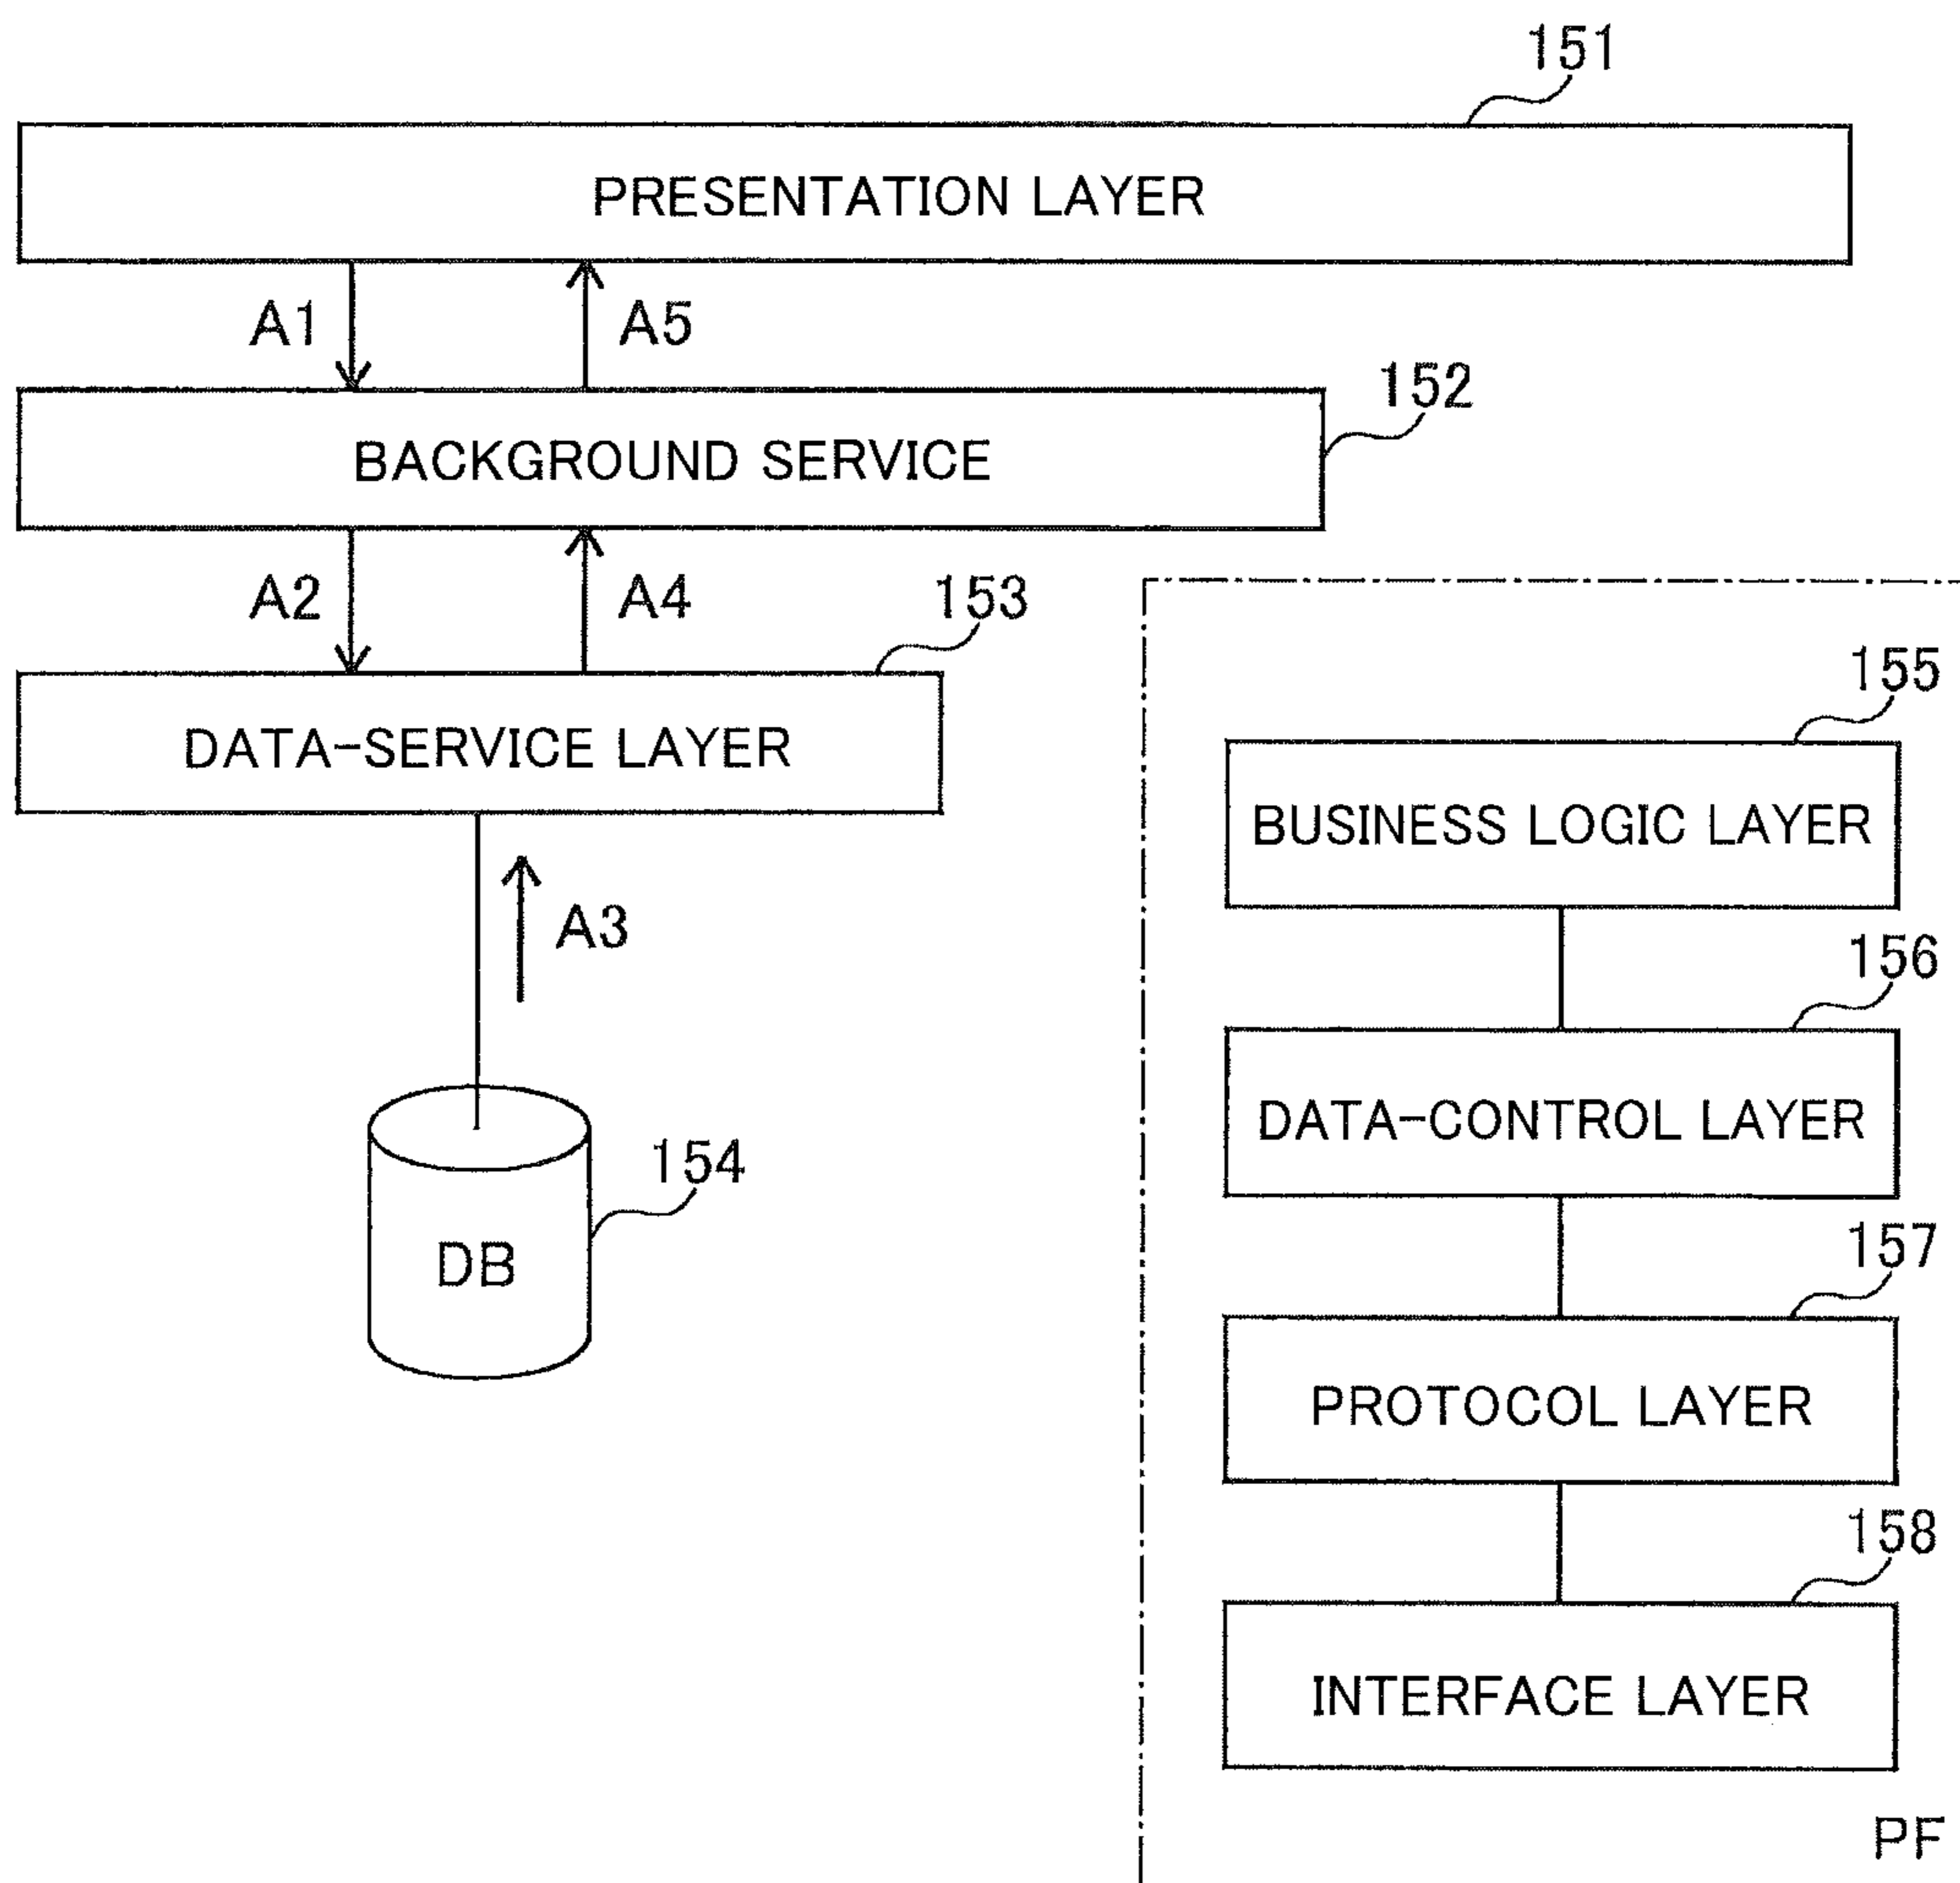 151
PRESENTATION LAYER
A1
A5
152
BACKGROUND SERVICE
A2
A4
153
DATA-SERVICE LAYER
155
BUSINESS LOGIC LAYER
A3
156
DATA-CONTROL LAYER
154
DB
157
PROTOCOL LAYER
158
INTERFACE LAYER
PF